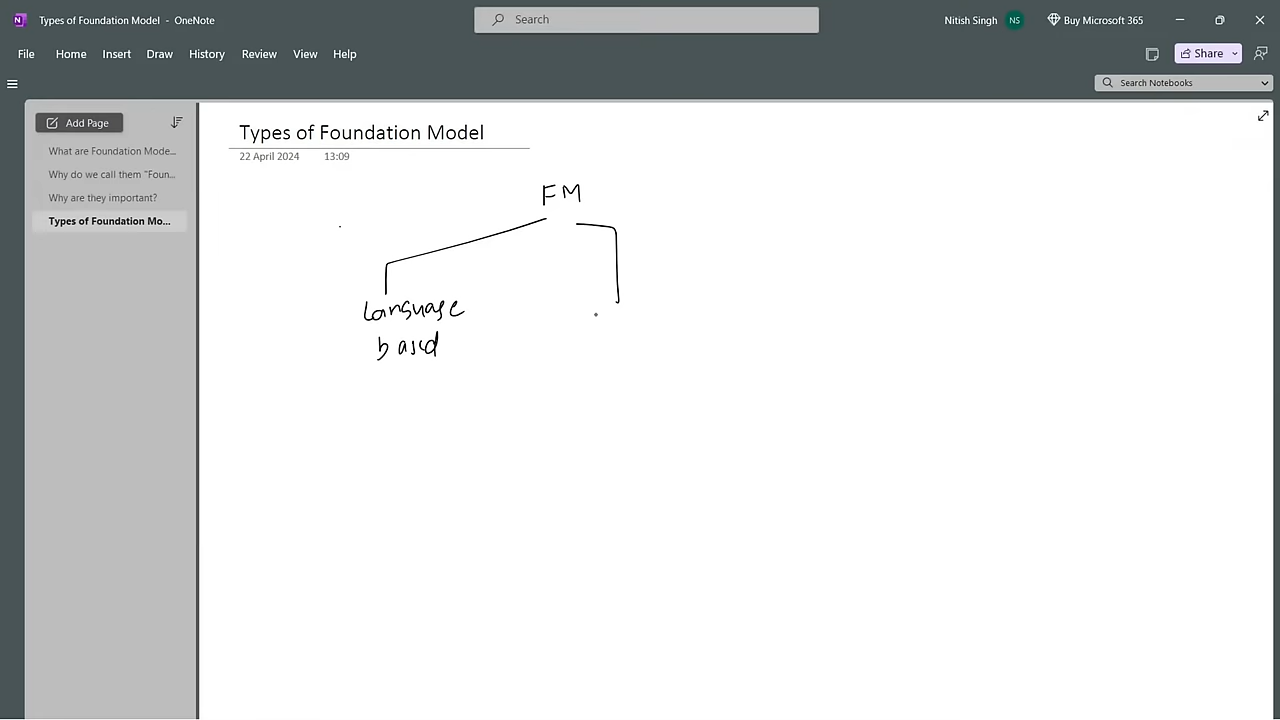 Types of Foundation Model - OneNote
Search
Nitish Singh NS
Buy Microsoft 365
File Home Insert Draw History Review View Help
Share
Search Notebooks
Add Page
What are Foundation Mode...
Why do we call them "Foun...
Why are they important?
Types of Foundation Mo...
Types of Foundation Model
22 April 2024 13:09
FM
Language
based